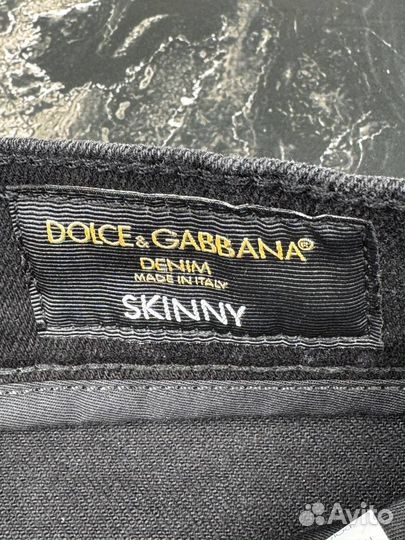 DOLCE & GABBANA®
DENIM
MADE IN ITALY
SKINNY
Avito